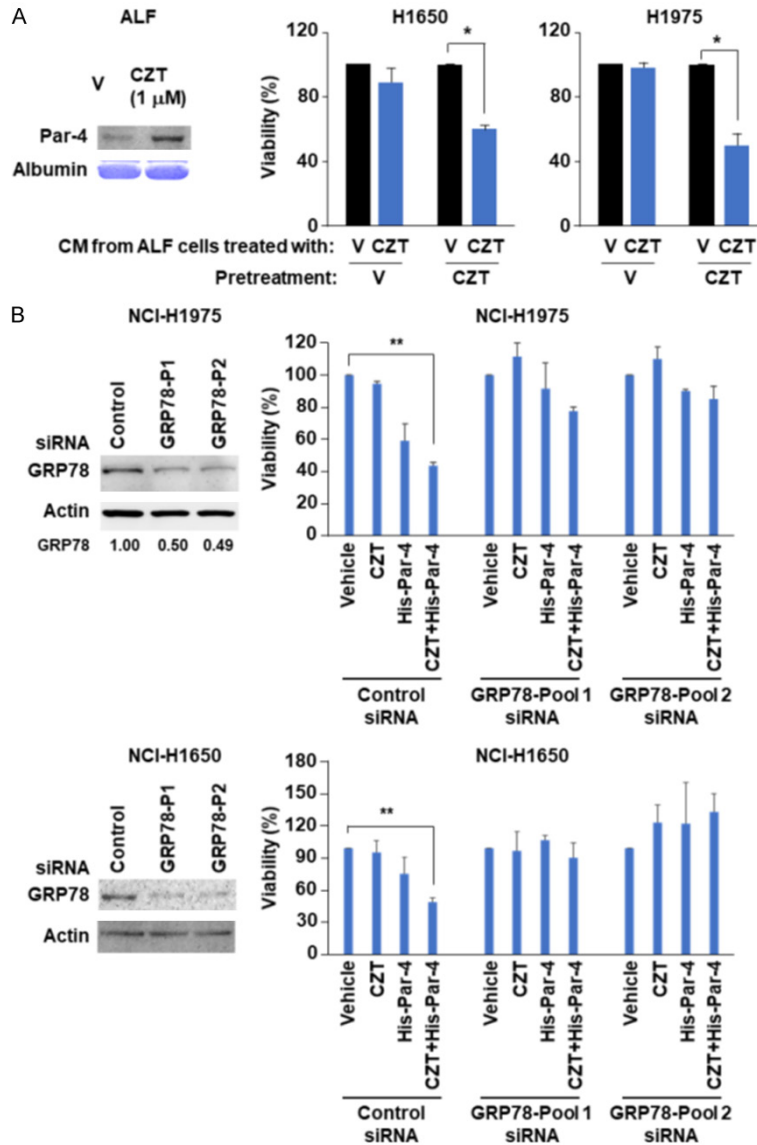 A
ALF
V
CZT
(1 μM)
Par-4
Albumin
H1650
Viability (%)
120
80
40
0
*
H1975
Viability (%)
120
80
40
0
*
CM from ALF cells treated with: V CZT V CZT V CZT V CZT
Pretreatment: V CZT V CZT
B
NCI-H1975
siRNA
Control
GRP78-P1
GRP78-P2
GRP78
Actin
GRP78 1.00 0.50 0.49
NCI-H1975
Viability (%)
120
100
80
60
40
20
0
**
Vehicle
CZT
His-Par-4
CZT+His-Par-4
Vehicle
CZT
His-Par-4
CZT+His-Par-4
Vehicle
CZT
His-Par-4
CZT+His-Par-4
Control
siRNA
GRP78-Pool 1
siRNA
GRP78-Pool 2
siRNA
NCI-H1650
siRNA
Control
GRP78-P1
GRP78-P2
GRP78
Actin
NCI-H1650
Viability (%)
180
150
120
90
60
30
0
**
Vehicle
CZT
His-Par-4
CZT+His-Par-4
Vehicle
CZT
His-Par-4
CZT+His-Par-4
Vehicle
CZT
His-Par-4
CZT+His-Par-4
Control
siRNA
GRP78-Pool 1
siRNA
GRP78-Pool 2
siRNA